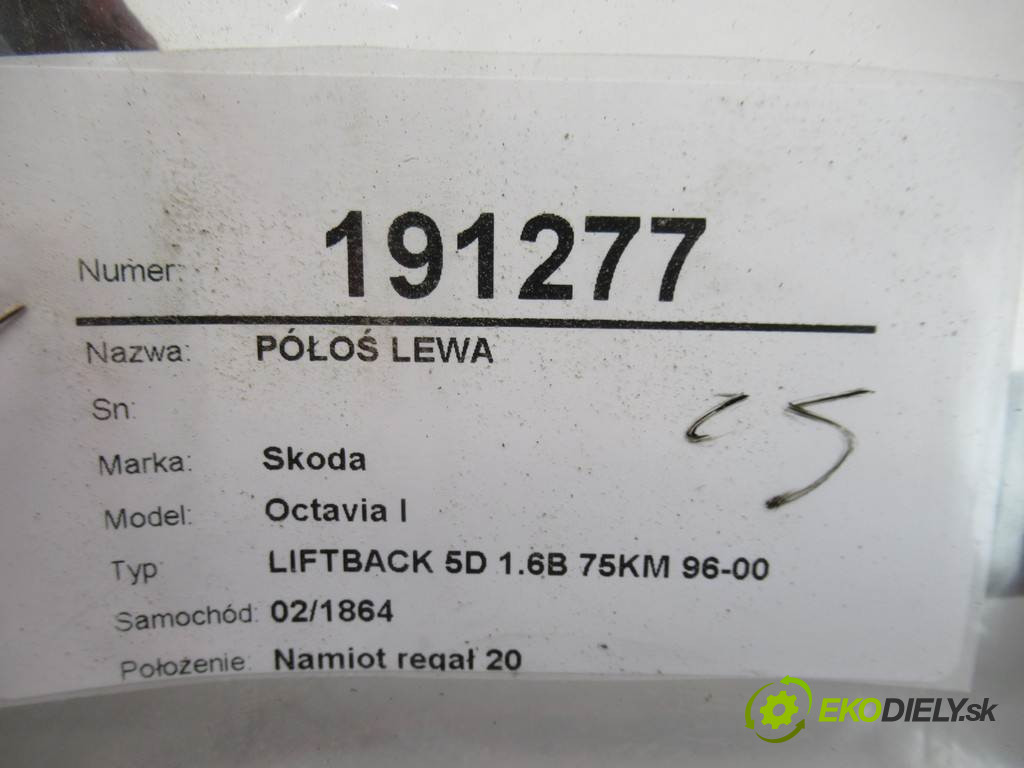 Numer: 191277
Nazwa: PÓŁOŚ LEWA
Sn:
Marka: Skoda
Model: Octavia I
Typ LIFTBACK 5D 1.6B 75KM 96-00
Samochód: 02/1864
Położenie: Namiot regał 20
EKODIELY.sk